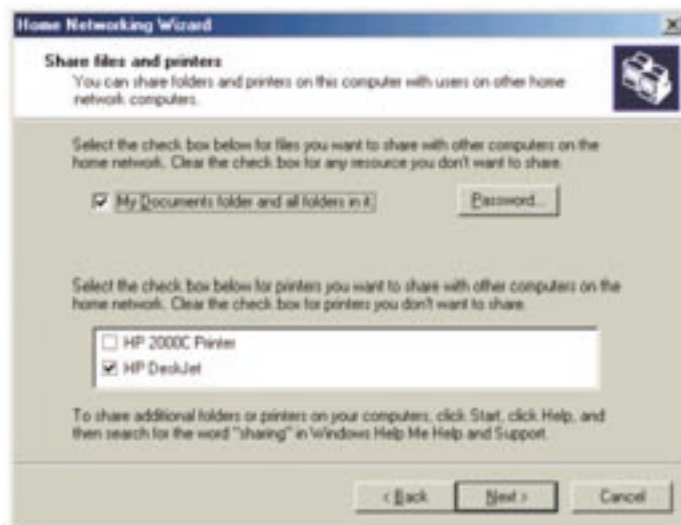 Home Networking Wizard
Share files and printers
You can share folders and printers on this computer with users on other home
network computers.
Select the check box below for files you want to share with other computers on the
home network. Clear the check box for any resource you don't want to share.
My Documents folder and all folders in it.
Password...
Select the check box below for printers you want to share with other computers on the
home network. Clear the check box for printers you don't want to share.
HP 2000C Printer
HP DeskJet
To share additional folders or printers on your computers, click Start, click Help, and
then search for the word "sharing" in Windows Help Me Help and Support.
< Back
Next >
Cancel